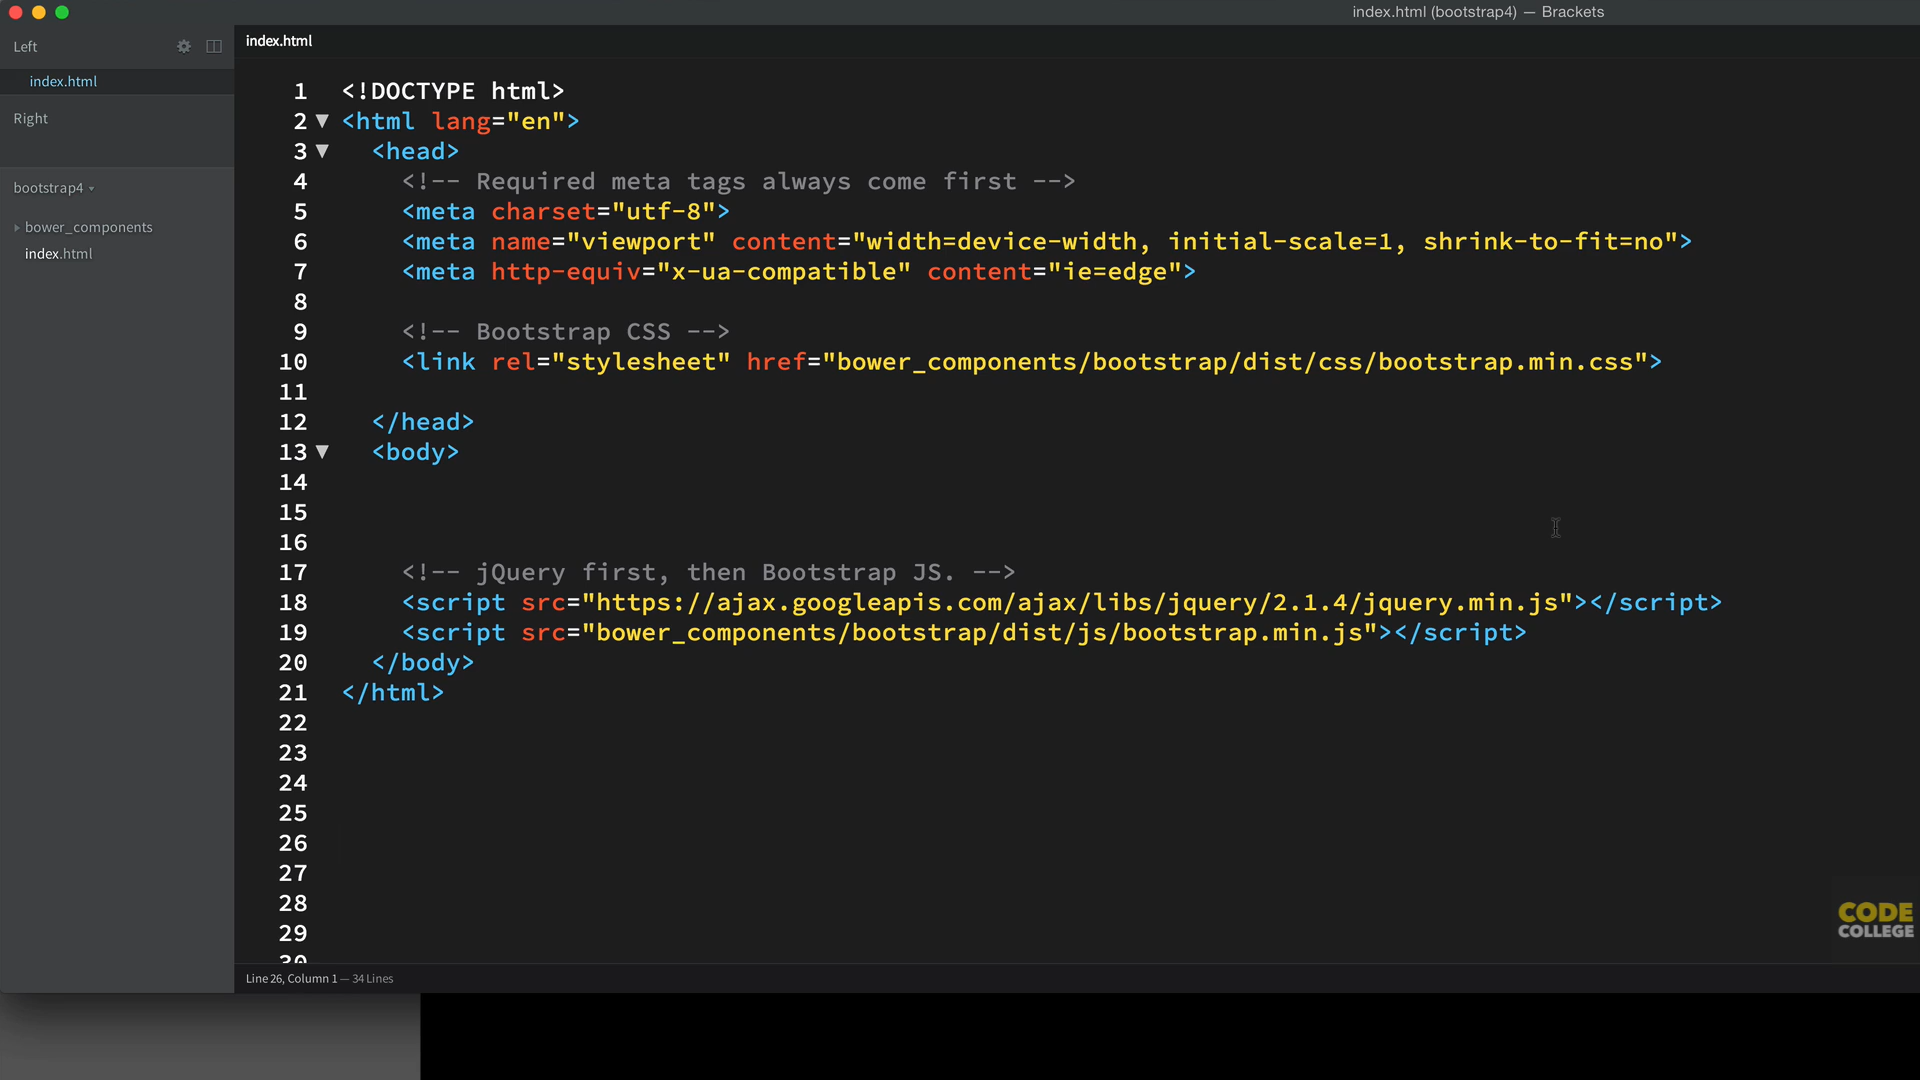 index.html (bootstrap4) — Brackets
Left
index.html
Right
bootstrap4
bower_components
index.html
index.html
1 <!DOCTYPE html>
2 <html lang="en">
3 <head>
4 <!-- Required meta tags always come first -->
5 <meta charset="utf-8">
6 <meta name="viewport" content="width=device-width, initial-scale=1, shrink-to-fit=no">
7 <meta http-equiv="x-ua-compatible" content="ie=edge">
8
9 <!-- Bootstrap CSS -->
10 <link rel="stylesheet" href="bower_components/bootstrap/dist/css/bootstrap.min.css">
11
12 </head>
13 <body>
14
15
16
17 <!-- jQuery first, then Bootstrap JS. -->
18 <script src="https://ajax.googleapis.com/ajax/libs/jquery/2.1.4/jquery.min.js"></script>
19 <script src="bower_components/bootstrap/dist/js/bootstrap.min.js"></script>
20 </body>
21 </html>
22
23
24
25
26
27
28
29
30
CODE
COLLEGE
Line 26, Column 1 — 34 Lines